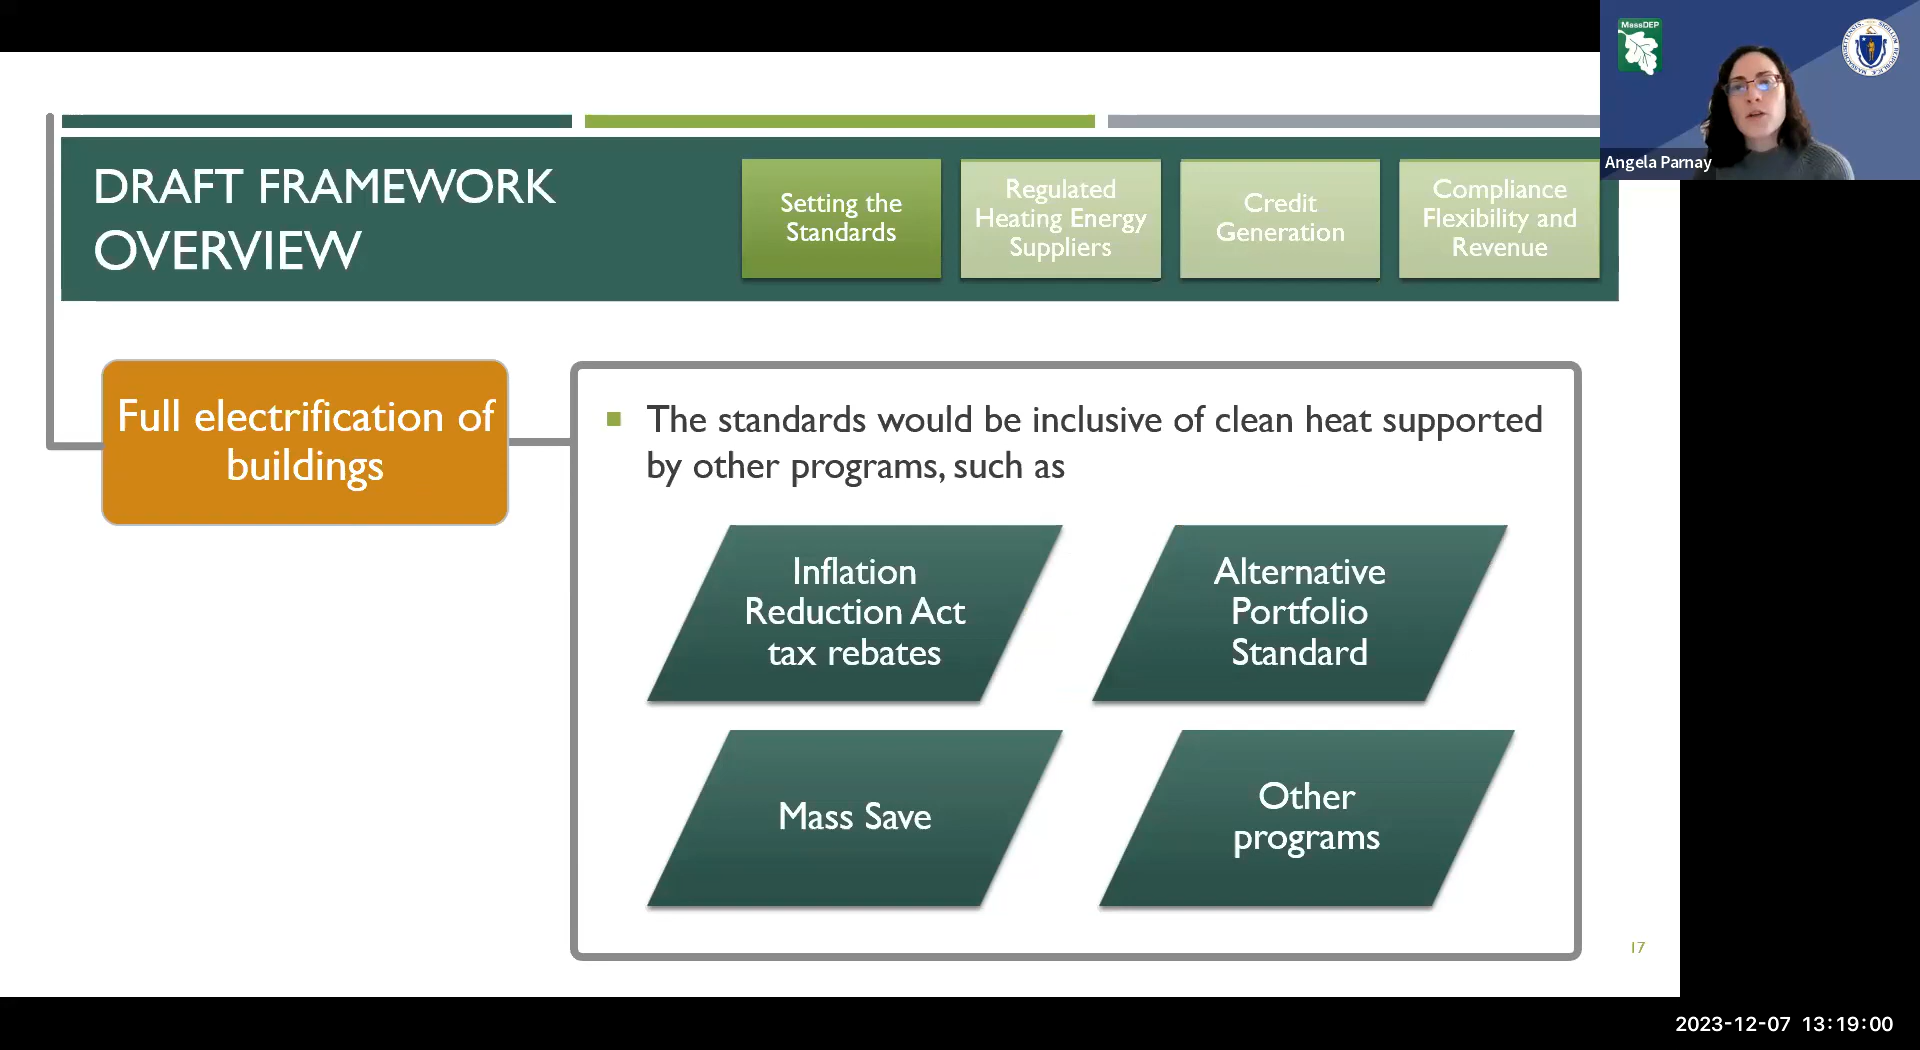 MassDEP
Angela Parnay
DRAFT FRAMEWORK
OVERVIEW
Setting the
Standards
Regulated
Heating Energy
Suppliers
Credit
Generation
Compliance
Flexibility and
Revenue
Full electrification of
buildings
The standards would be inclusive of clean heat supported
by other programs, such as
Inflation
Reduction Act
tax rebates
Alternative
Portfolio
Standard
Mass Save
Other
programs
17
2023-12-07 13:19:00